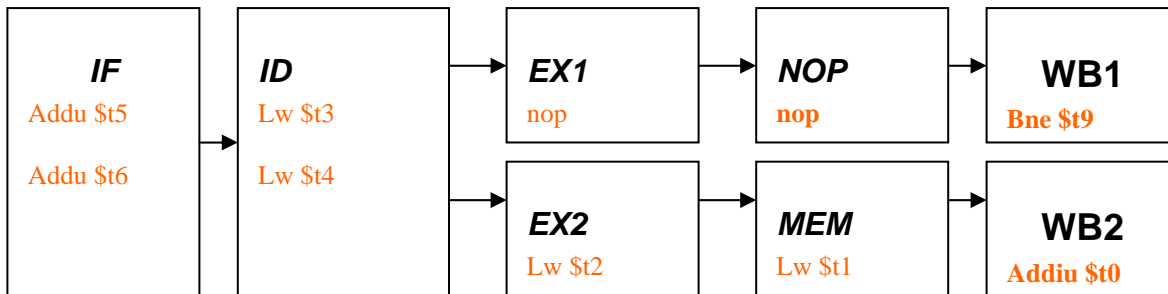 IF
Addu $t5
Addu $t6
ID
Lw $t3
Lw $t4
EX1
nop
NOP
nop
WB1
Bne $t9
EX2
Lw $t2
MEM
Lw $t1
WB2
Addiu $t0